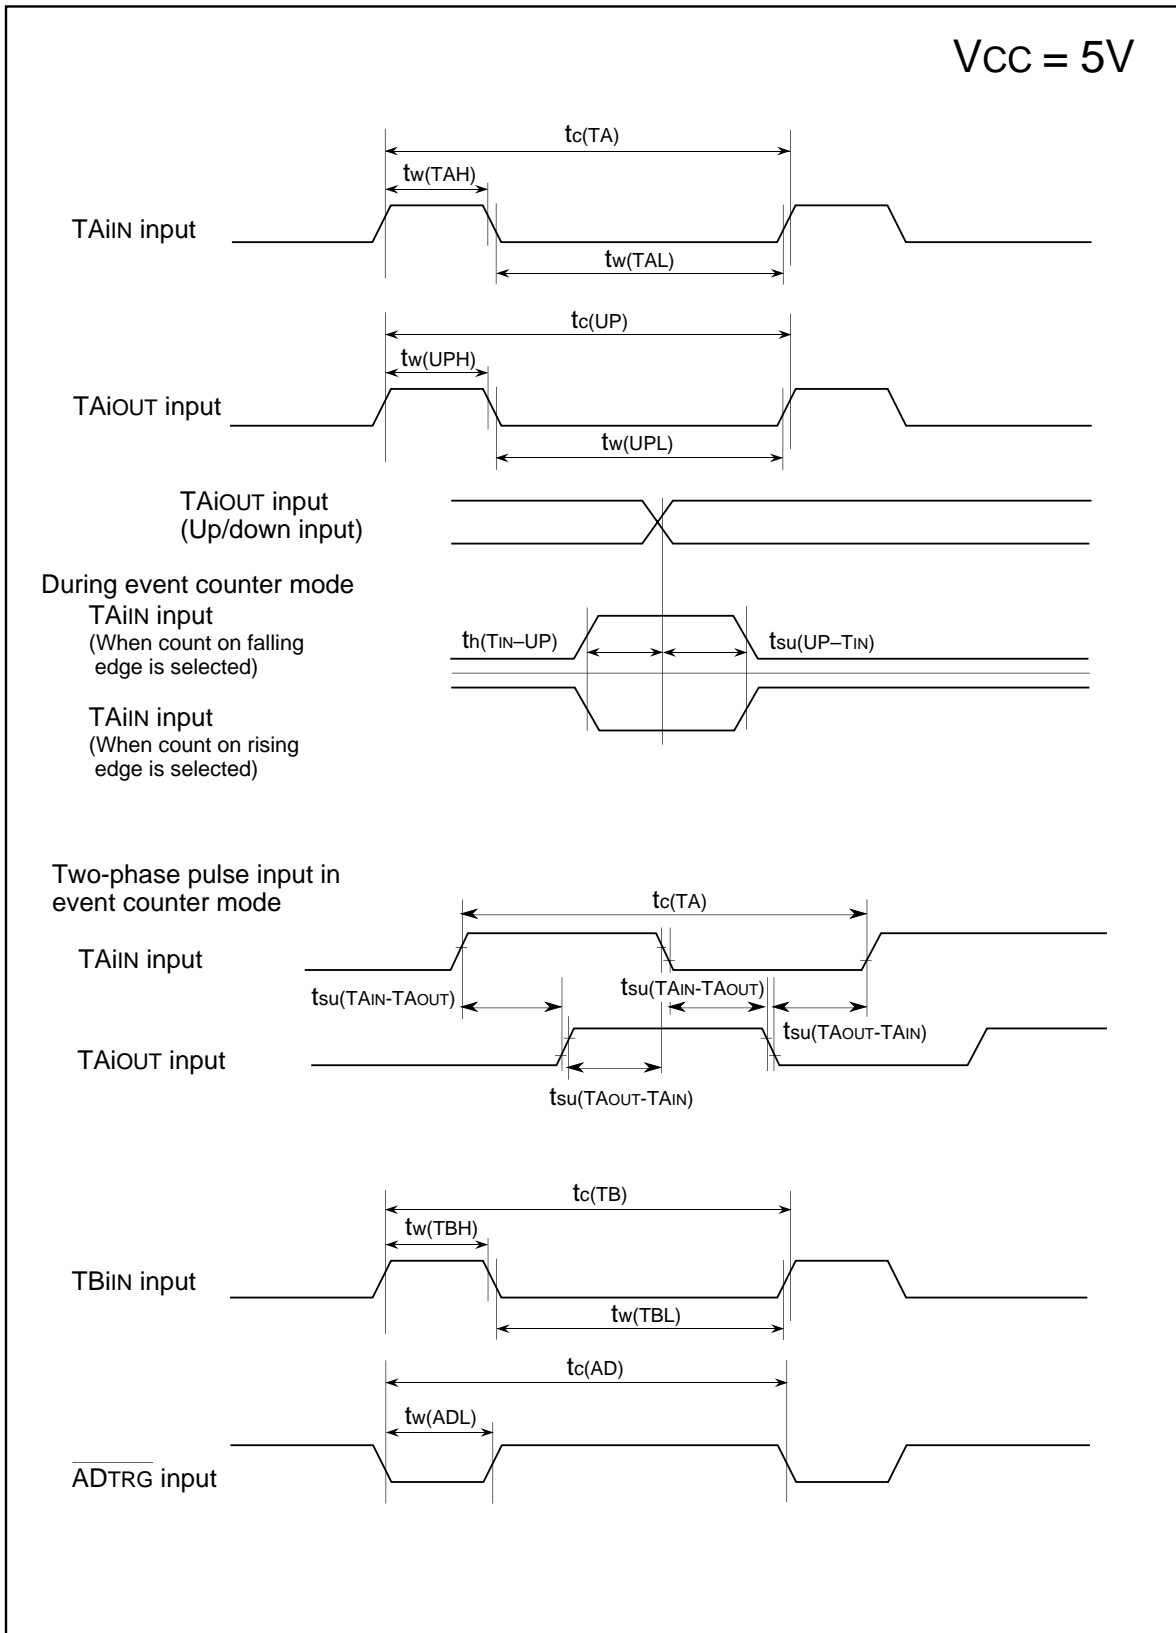 VCC = 5V
tc(TA)
tw(TAH)
TAiIN input
tw(TAL)
tc(UP)
tw(UPH)
TAiOUT input
tw(UPL)
TAiOUT input
(Up/down input)
During event counter mode
TAiIN input
(When count on falling
edge is selected)
th(TIN–UP)
tsu(UP–TIN)
TAiIN input
(When count on rising
edge is selected)
Two-phase pulse input in
event counter mode
tc(TA)
TAiIN input
tsu(TAIN-TAOUT)
tsu(TAIN-TAOUT)
tsu(TAOUT-TAIN)
TAiOUT input
tsu(TAOUT-TAIN)
tc(TB)
tw(TBH)
TBiIN input
tw(TBL)
tc(AD)
tw(ADL)
ADTRG input